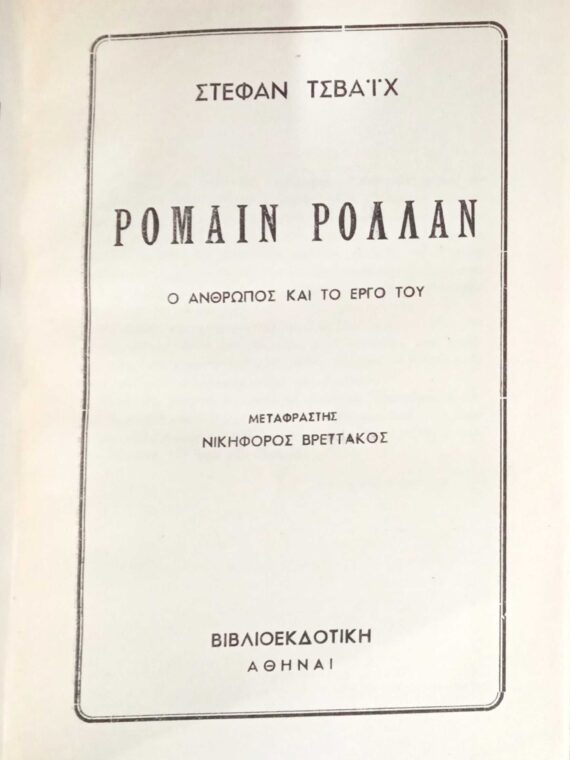 ΣΤΕΦΑΝ ΤΣΒΑΪΧ
ΡΟΜΑΙΝ ΡΟΛΛΑΝ
Ο ΑΝΘΡΩΠΟΣ ΚΑΙ ΤΟ ΕΡΓΟ ΤΟΥ
ΜΕΤΑΦΡΑΣΤΗΣ
ΝΙΚΗΦΟΡΟΣ ΒΡΕΤΤΑΚΟΣ
ΒΙΒΛΙΟΕΚΔΟΤΙΚΗ
ΑΘΗΝΑΙ